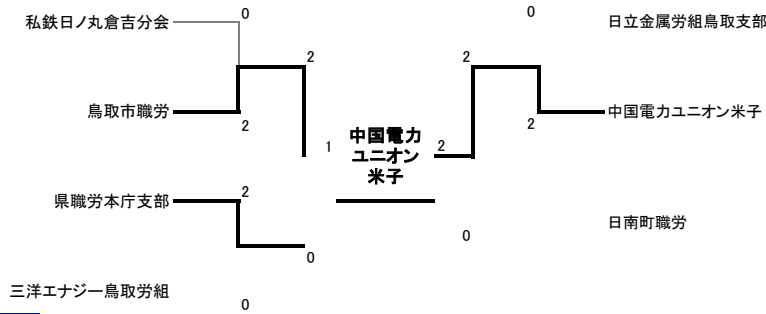 私鉄日ノ丸倉吉分会
0
0
日立金属労組鳥取支部
2
2
鳥取市職労
2
1
中国電力
ユニオン
米子
2
2
中国電力ユニオン米子
県職労本庁支部
2
0
0
日南町職労
三洋エナジー鳥取労組
0